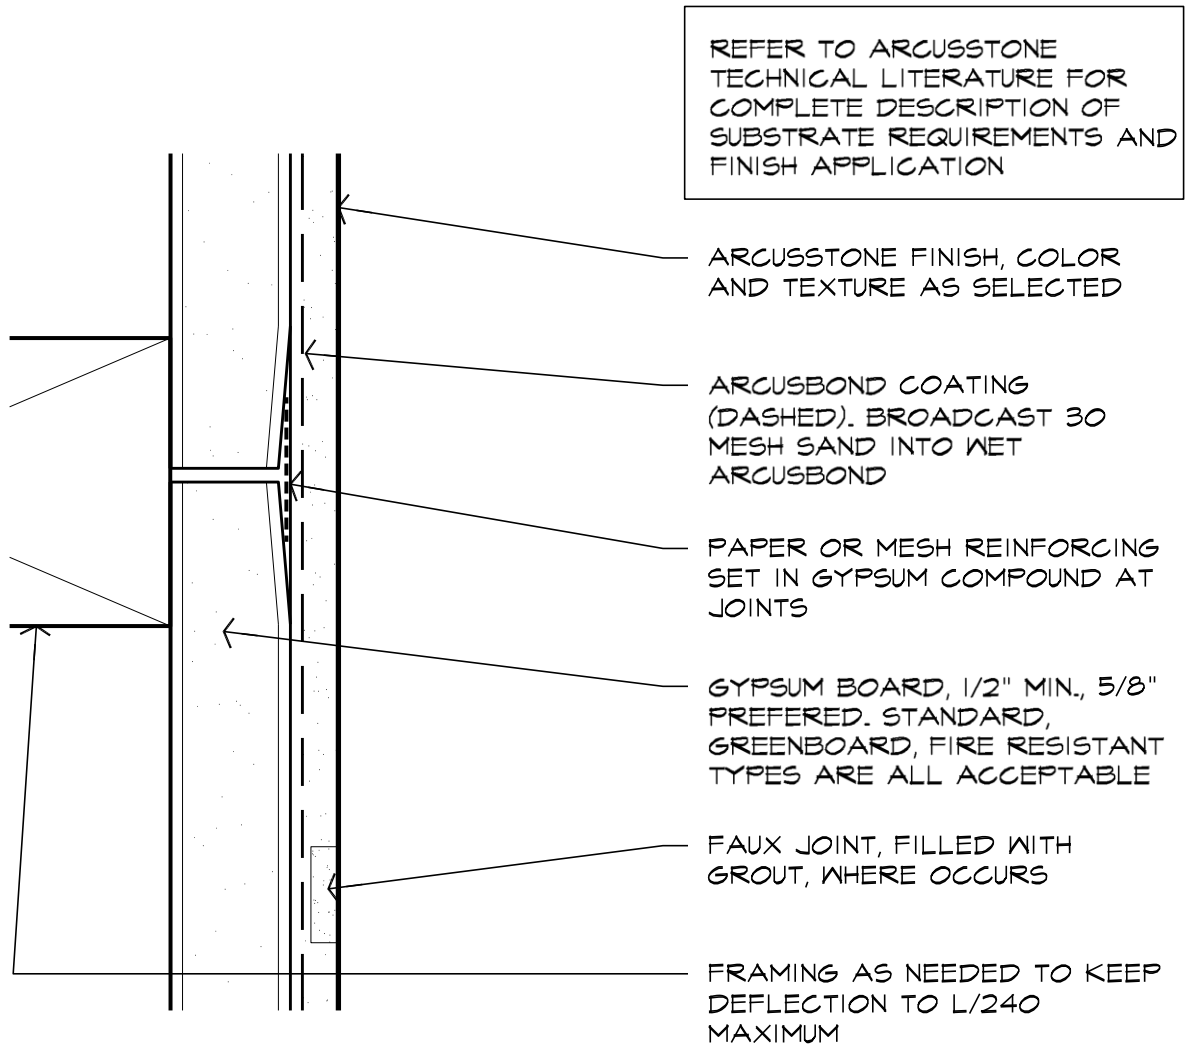 REFER TO ARCUSSTONE
TECHNICAL LITERATURE FOR
COMPLETE DESCRIPTION OF
SUBSTRATE REQUIREMENTS AND
FINISH APPLICATION
ARCUSSTONE FINISH, COLOR
AND TEXTURE AS SELECTED
ARCUSBOND COATING
(DASHED). BROADCAST 30
MESH SAND INTO WET
ARCUSBOND
PAPER OR MESH REINFORCING
SET IN GYPSUM COMPOUND AT
JOINTS
GYPSUM BOARD, 1/2" MIN., 5/8"
PREFERED. STANDARD,
GREENBOARD, FIRE RESISTANT
TYPES ARE ALL ACCEPTABLE
FAUX JOINT, FILLED WITH
GROUT, WHERE OCCURS
FRAMING AS NEEDED TO KEEP
DEFLECTION TO L/240
MAXIMUM